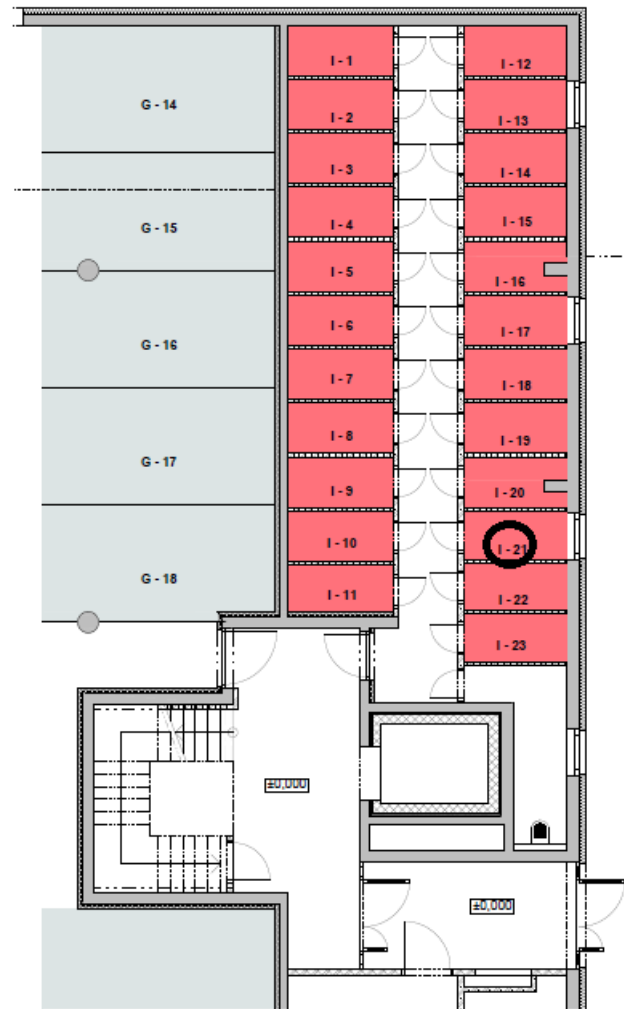 I - 1
I - 12
G - 14
I - 2
I - 13
I - 3
I - 14
I - 4
I - 15
G - 15
I - 5
I - 16
I - 6
I - 17
G - 16
I - 7
I - 18
I - 8
I - 19
G - 17
I - 9
I - 20
I - 10
I - 21
G - 18
I - 11
I - 22
I - 23
±0,000
±0,000